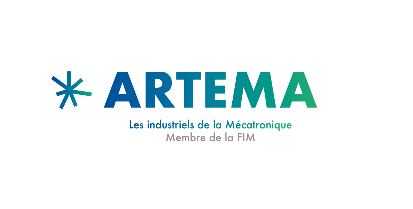 ARTEMA
Les industriels de la Mécatronique
Membre de la FIM